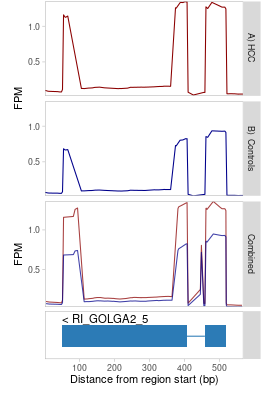 A) HCC
1.0
0.5
FPM
B) Controls
1.0
0.5
Combined
1.0
0.5
FPM
< RI_GOLGA2_5
100 200 300 400 500
Distance from region start (bp)